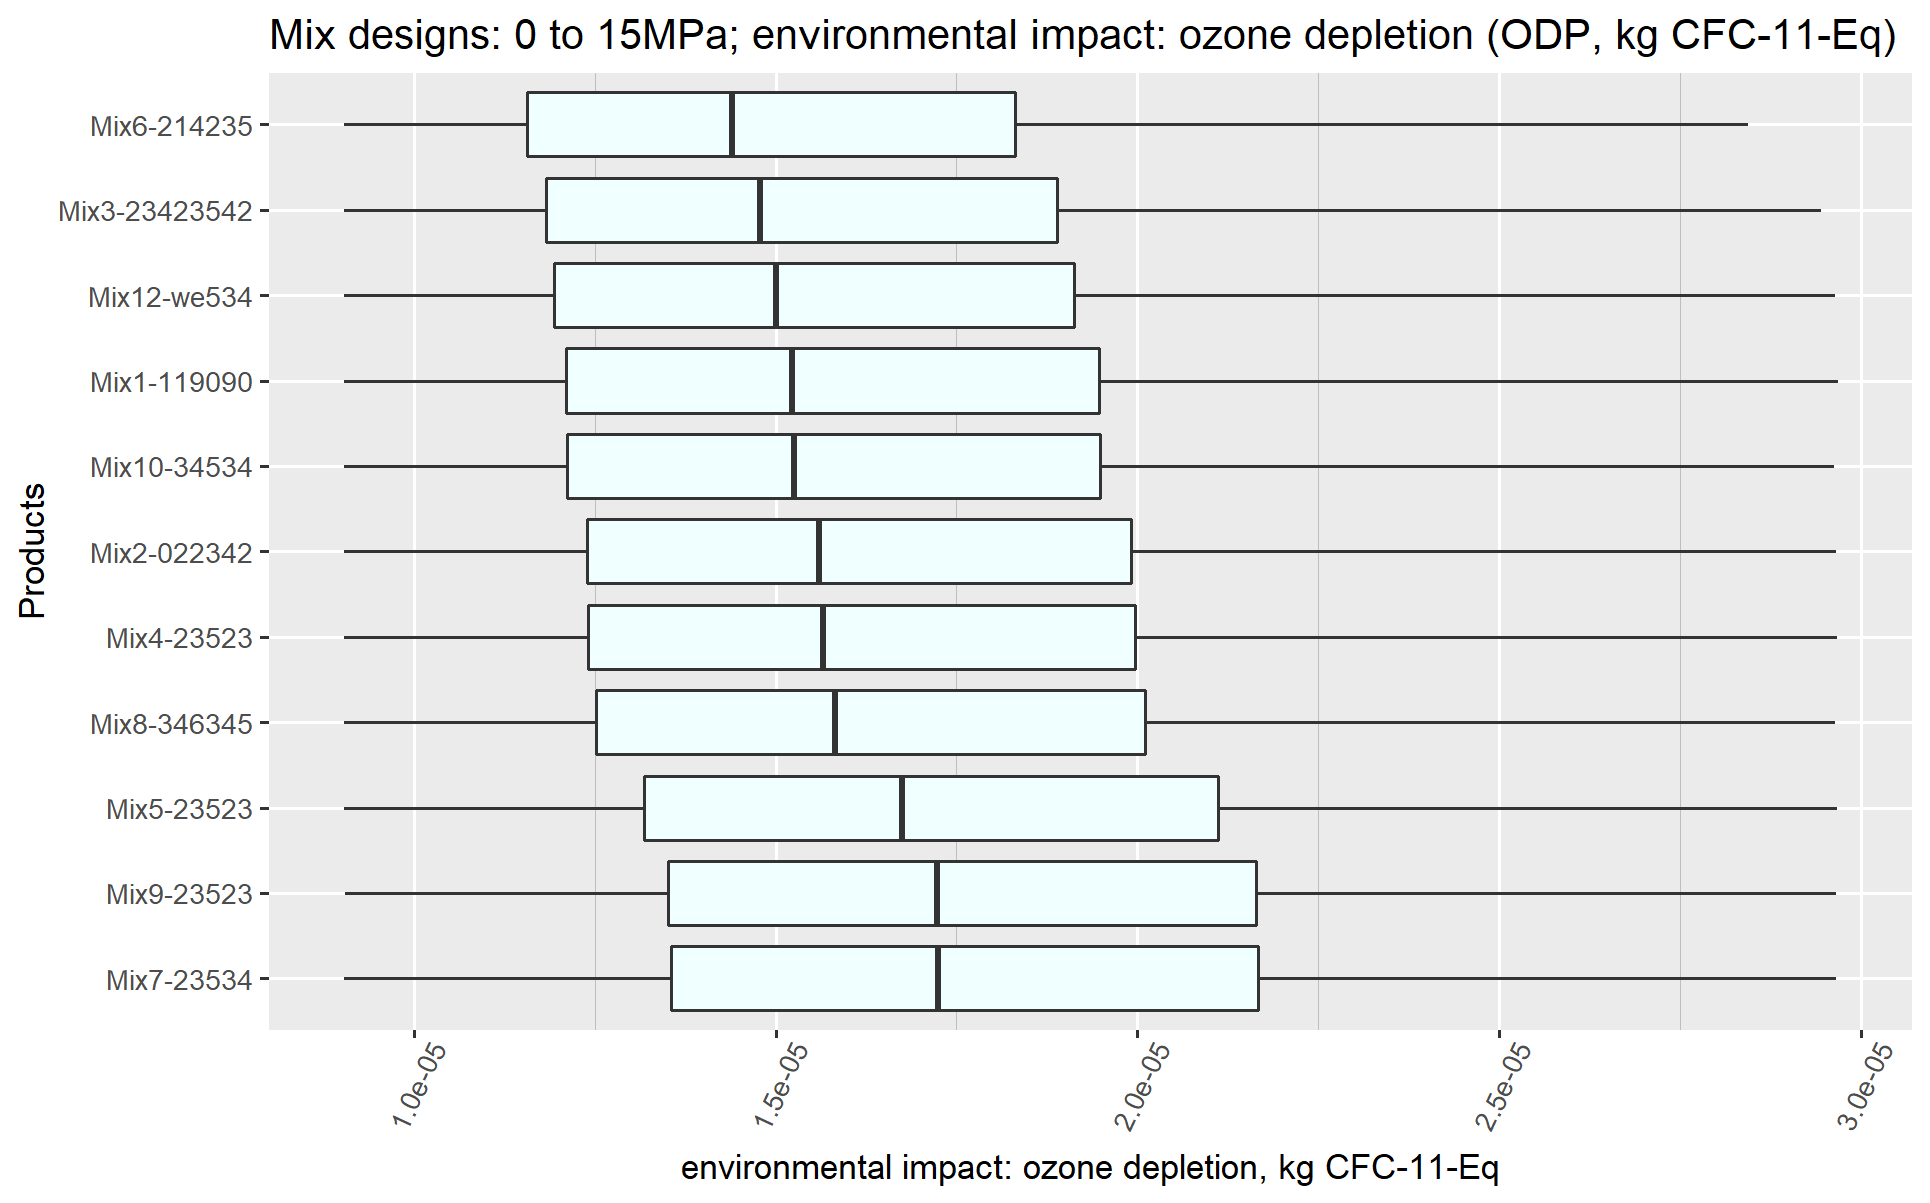 Mix designs: 0 to 15MPa; environmental impact: ozone depletion (ODP, kg CFC-11-Eq)
Products
Mix6-214235
Mix3-23423542
Mix12-we534
Mix1-119090
Mix10-34534
Mix2-022342
Mix4-23523
Mix8-346345
Mix5-23523
Mix9-23523
Mix7-23534
1.0e-05
1.5e-05
2.0e-05
2.5e-05
3.0e-05
environmental impact: ozone depletion, kg CFC-11-Eq